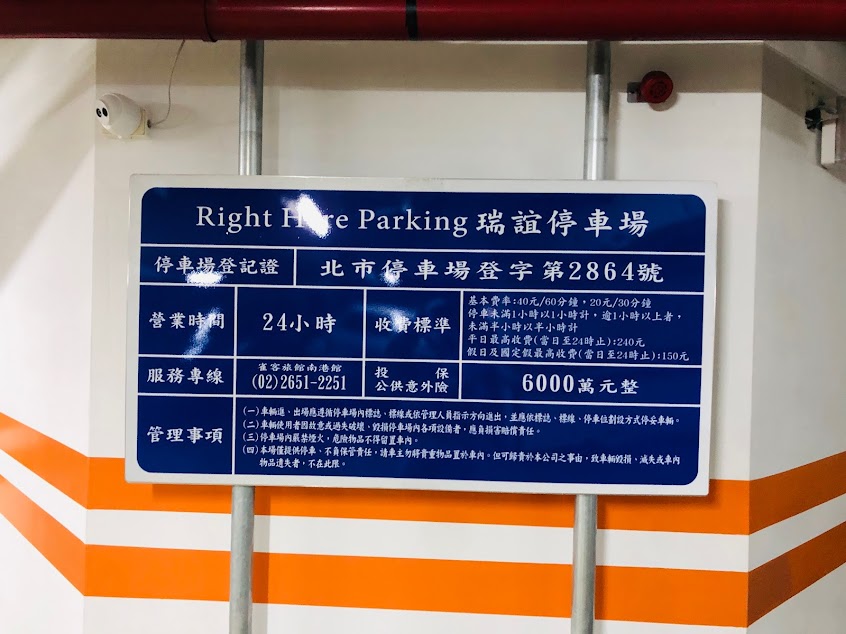 Right Here Parking 瑞誼停車場
停車場登記證 北市停車場登字第2864號
營業時間 24小時 收費標準
基本費率:40元/60分鐘,20元/30分鐘
停車未滿1小時以1小時計,逾1小時以上者,
未滿半小時以半小時計
平日最高收費(當日至24時止):240元
假日及國定假最高收費(當日至24時止):150元
服務專線
雀客旅館南港館
(02)2651-2251
投保
公供意外險
6000萬元整
管理事項
(一)車輛進、出場應遵循停車場內標誌、標線或依管理人員指示方向進出,並應依標誌、標線、停車位劃設方式停妥車輛。
(二)車輛使用者因故意或過失破壞、毀損停車場內各項設備者,應負損害賠償責任。
(三)停車場內嚴禁煙火,危險物品不得留置車內。
(四)本場僅提供停車、不負保管責任,請車主勿將貴重物品置於車內。但可歸責於本公司之事由,致車輛毀損、滅失或車內
物品遺失者,不在此限。